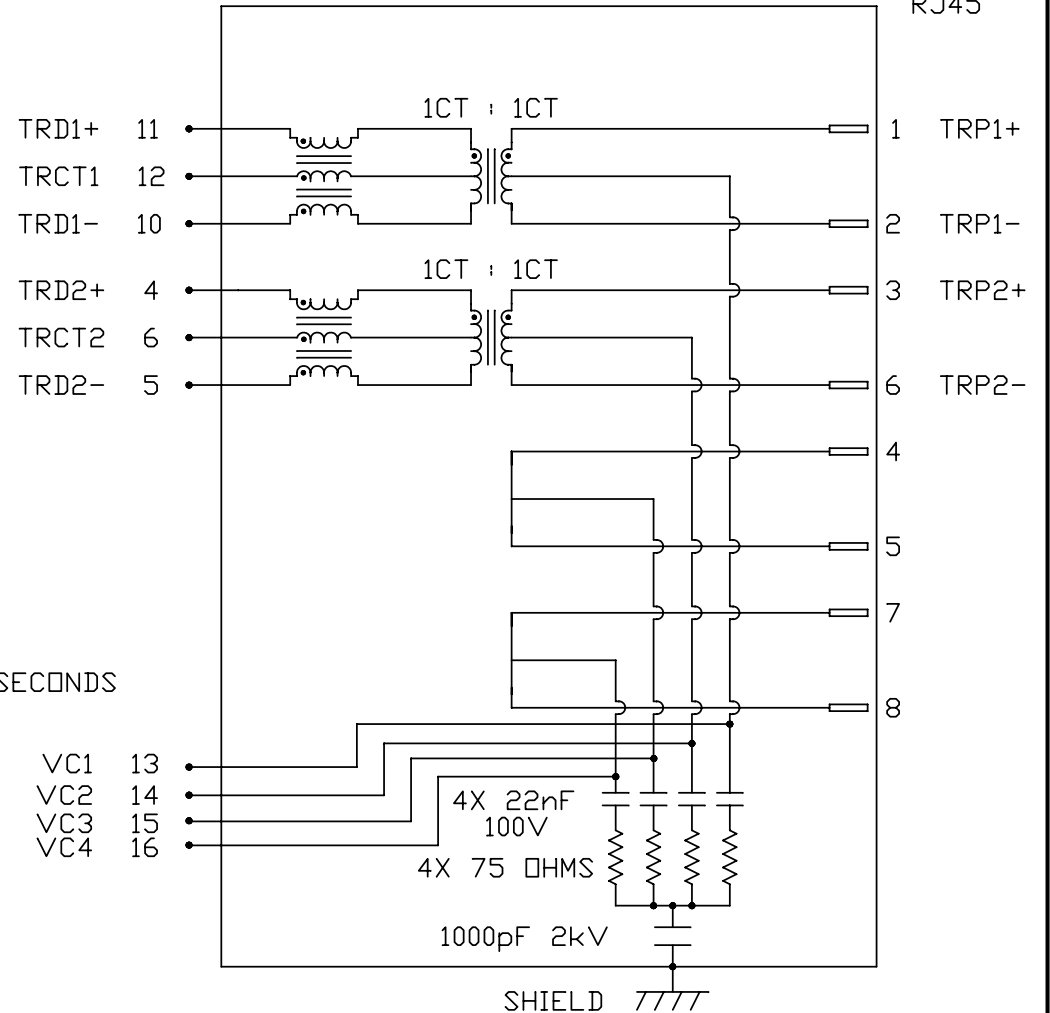 RJ45
1CT : 1CT
TRD1+ 11
1 TRP1+
TRCT1 12
TRD1- 10
2 TRP1-
1CT : 1CT
TRD2+ 4
3 TRP2+
TRCT2 6
TRD2- 5
6 TRP2-
4
5
7
SECONDS
8
VC1 13
VC2 14
VC3 15
VC4 16
4X 22nF
100V
4X 75 OHMS
1000pF 2kV
SHIELD